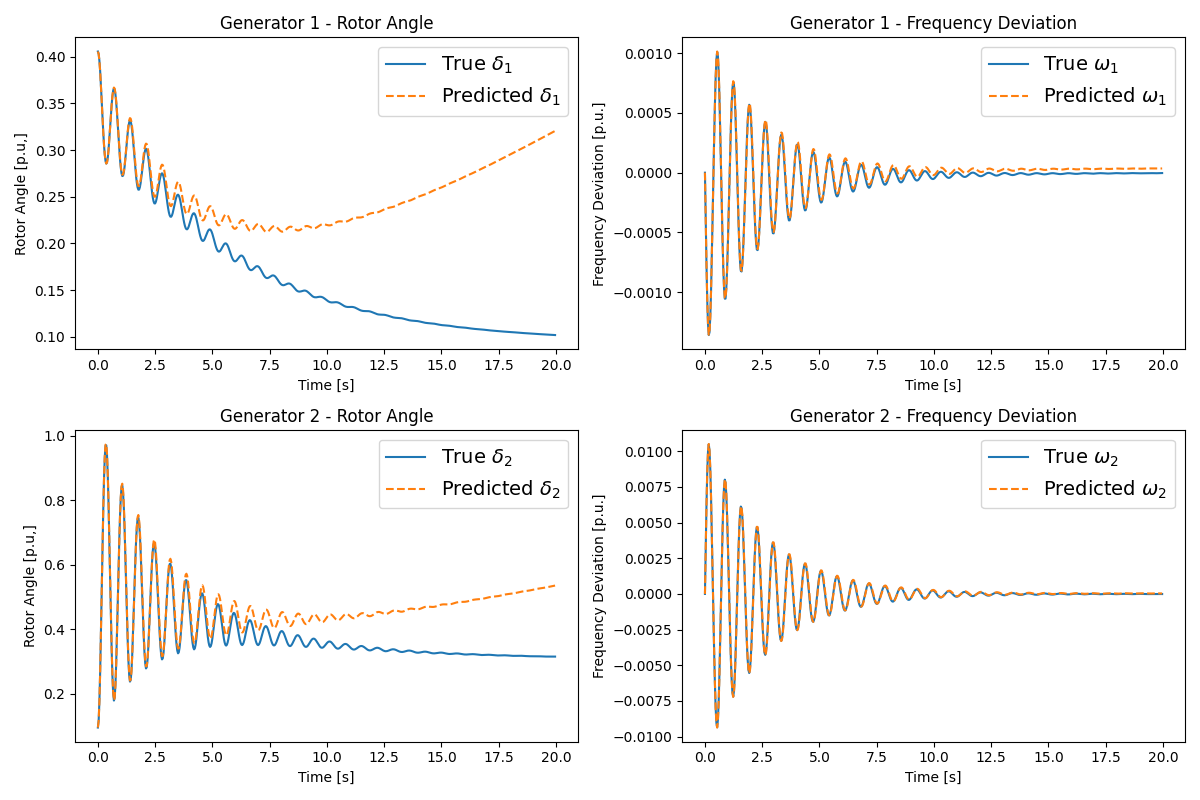 Generator 1 - Rotor Angle
Rotor Angle [p.u,]
0.40
0.35
0.30
0.25
0.20
0.15
0.10
True δ₁
Predicted δ₁
0.0 2.5 5.0 7.5 10.0 12.5 15.0 17.5 20.0
Time [s]
Generator 1 - Frequency Deviation
Frequency Deviation [p.u.]
0.0010
0.0005
0.0000
−0.0005
−0.0010
True ω₁
Predicted ω₁
0.0 2.5 5.0 7.5 10.0 12.5 15.0 17.5 20.0
Time [s]
Generator 2 - Rotor Angle
Rotor Angle [p.u,]
1.0
0.8
0.6
0.4
0.2
True δ₂
Predicted δ₂
0.0 2.5 5.0 7.5 10.0 12.5 15.0 17.5 20.0
Time [s]
Generator 2 - Frequency Deviation
Frequency Deviation [p.u.]
0.0100
0.0075
0.0050
0.0025
0.0000
−0.0025
−0.0050
−0.0075
−0.0100
True ω₂
Predicted ω₂
0.0 2.5 5.0 7.5 10.0 12.5 15.0 17.5 20.0
Time [s]